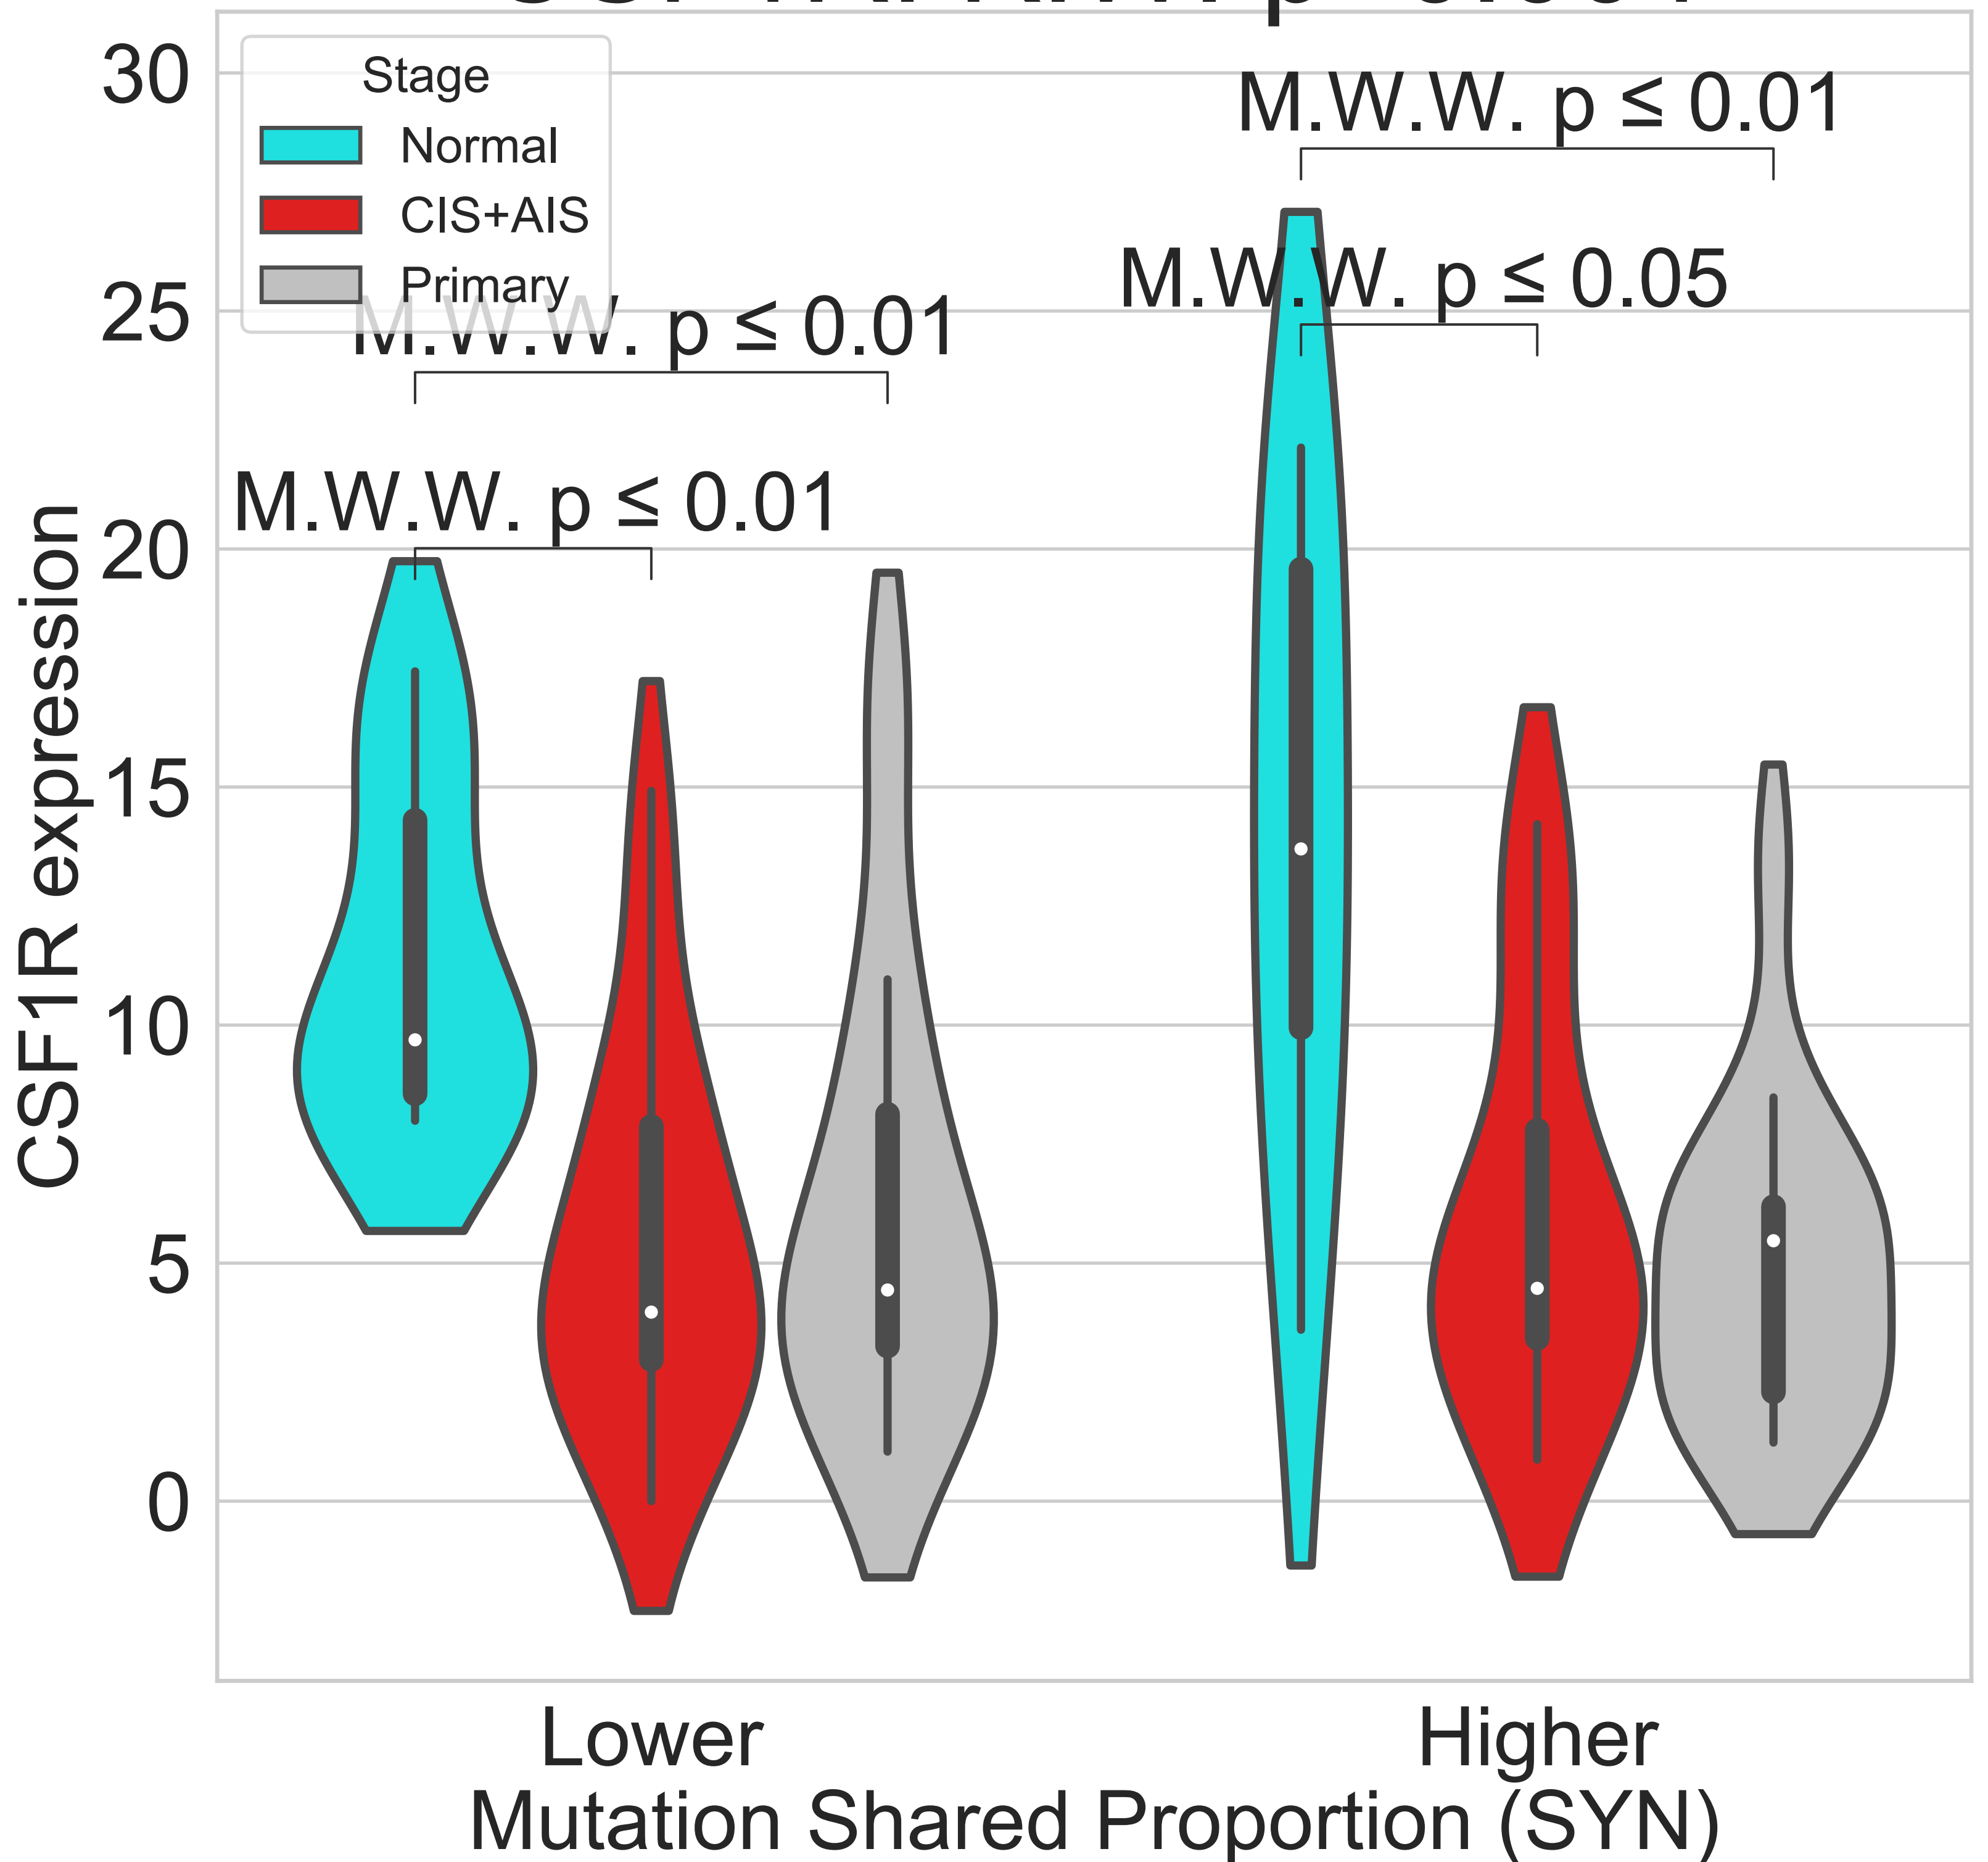 30
25
20
15
10
5
0
CSF1R expression
Stage
Normal
CIS+AIS
Primary
M.W.W. p ≤ 0.01
M.W.W. p ≤ 0.05
M.W.W. p ≤ 0.01
M.W.W. p ≤ 0.01
Lower
Higher
Mutation Shared Proportion (SYN)